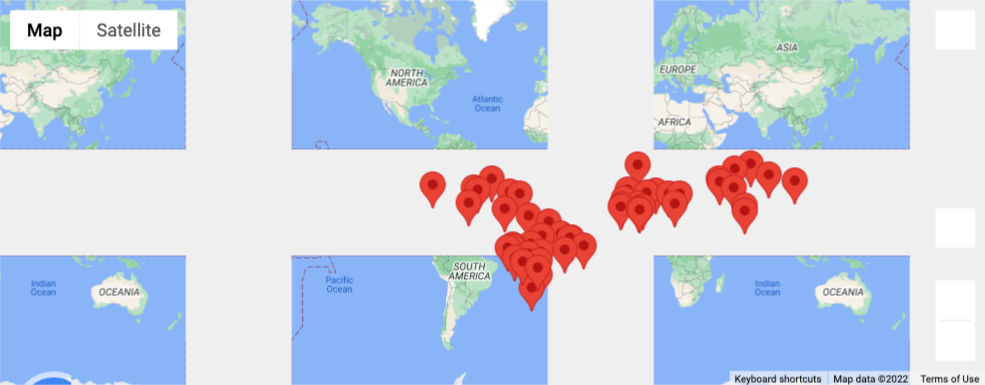 Map
Satellite
NORTH
AMERICA
Atlantic
Ocean
ASIA
EUROPE
AFRICA
Indian
Ocean
OCEANIA
Pacific
Ocean
SOUTH
AMERICA
Indian
Ocean
OCEANIA
Keyboard shortcuts
Map data ©2022
Terms of Use